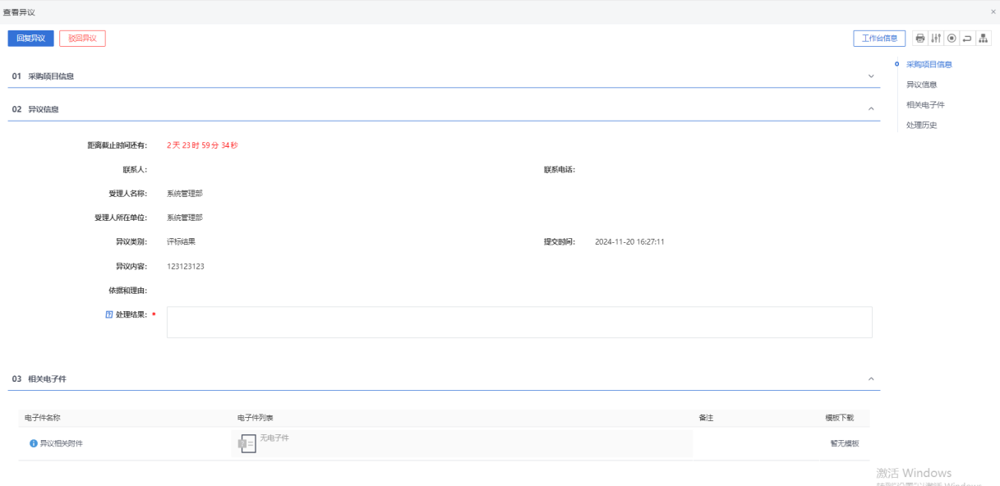 查看异议
回复异议 驳回异议 工作台信息
采购项目信息
异议信息
相关电子件
处理历史
01 采购项目信息
02 异议信息
距离截止时间还有: 2天23时59分34秒
联系人: 联系电话:
受理人名称: 系统管理部
受理人所在单位: 系统管理部
异议类别: 评标结果 提交时间: 2024-11-20 16:27:11
异议内容: 123123123
依据和理由:
处理结果: *
03 相关电子件
电子件名称 电子件列表 备注 模板下载
异议相关附件 无电子件 暂无模板
激活 Windows